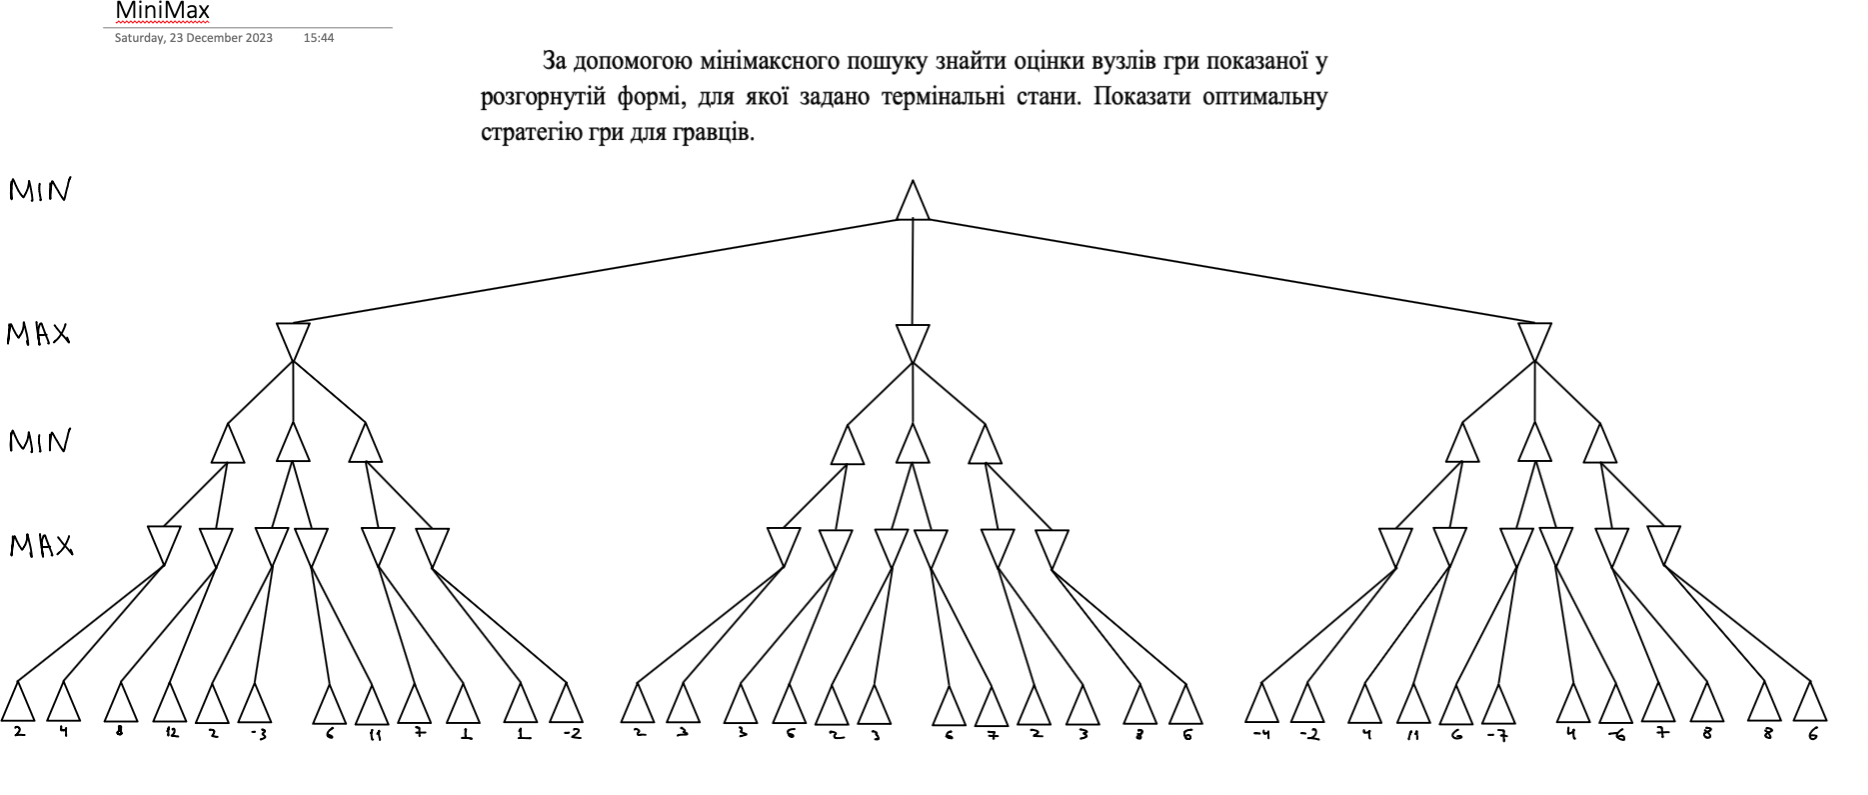 MiniMax
Saturday, 23 December 2023 15:44
За допомогою мінімаксного пошуку знайти оцінки вузлів гри показаної у
розгорнутій формі, для якої задано термінальні стани. Показати оптимальну
стратегію гри для гравців.
MIN
MAX
MIN
MAX
2 4 8 12 2 -3 6 11 7 1 1 -2 2 3 3 5 2 3 6 7 2 3 8 5 -4 -2 4 11 6 -7 4 -6 7 8 8 6